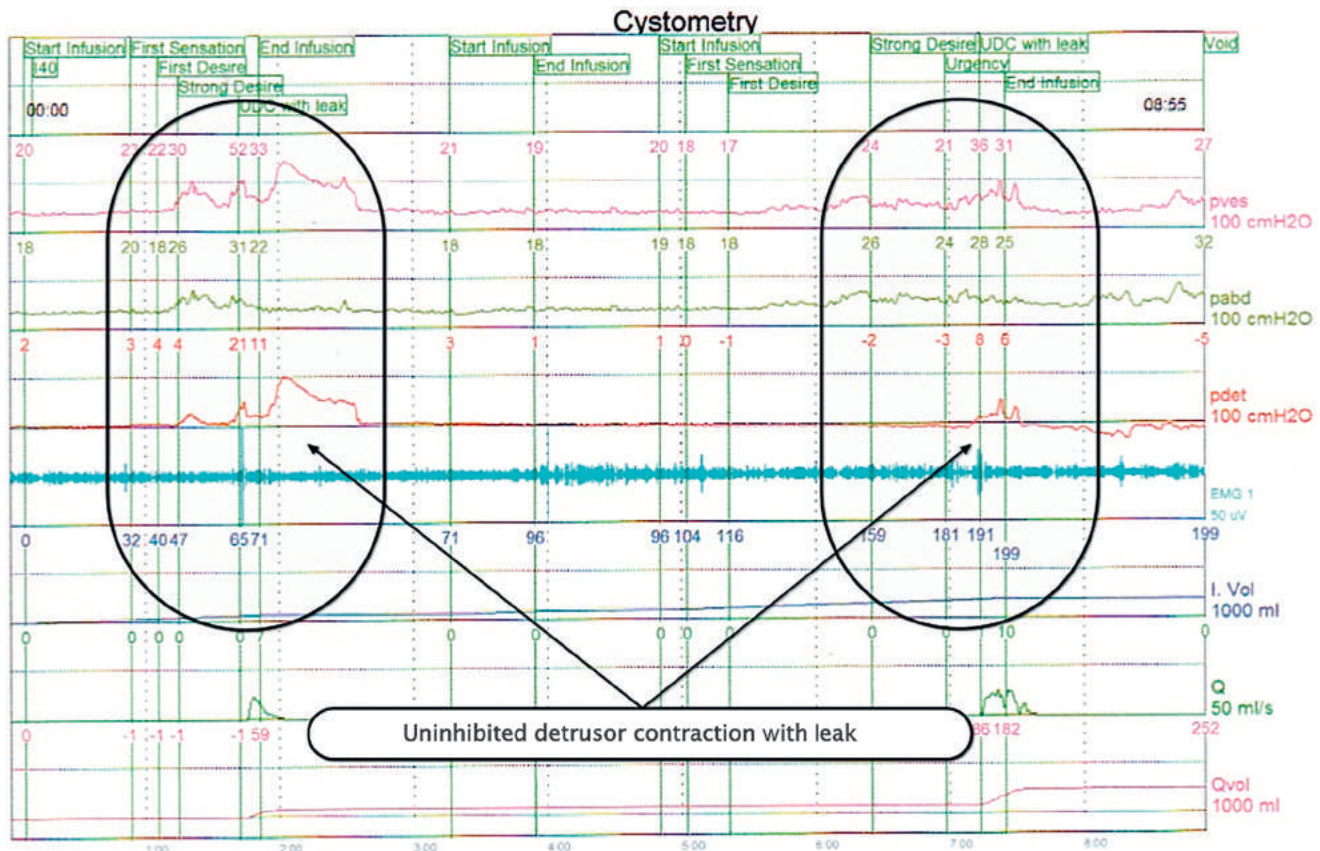 Cystometry
Start Infusion First Sensation End Infusion Start Infusion Start Infusion Strong Desire UDC with leak Void
I40 First Desire End Infusion First Sensation Urgency
Strong Desire First Desire End Infusion
00:00 UDC with leak 08:55
20 23 22 30 52 33 21 19 20 18 17 24 21 36 31 27
pves
100 cmH2O
18 20 18 26 31 22 18 18 19 18 18 26 24 28 25 32
pabd
100 cmH2O
2 3 4 4 21 11 3 1 1 0 -1 -2 -3 8 6 -5
pdet
100 cmH2O
EMG 1
50 uV
0 32 40 47 65 71 71 96 96 104 116 159 181 191 199
199
I. Vol
1000 ml
0 0 0 0 0 0 0 0 0 0 0 10 0
Q
50 ml/s
Uninhibited detrusor contraction with leak
0 -1 -1 -1 -1 59 182 252
Qvol
1000 ml
1:00 2:00 3:00 4:00 5:00 6:00 7:00 8:00